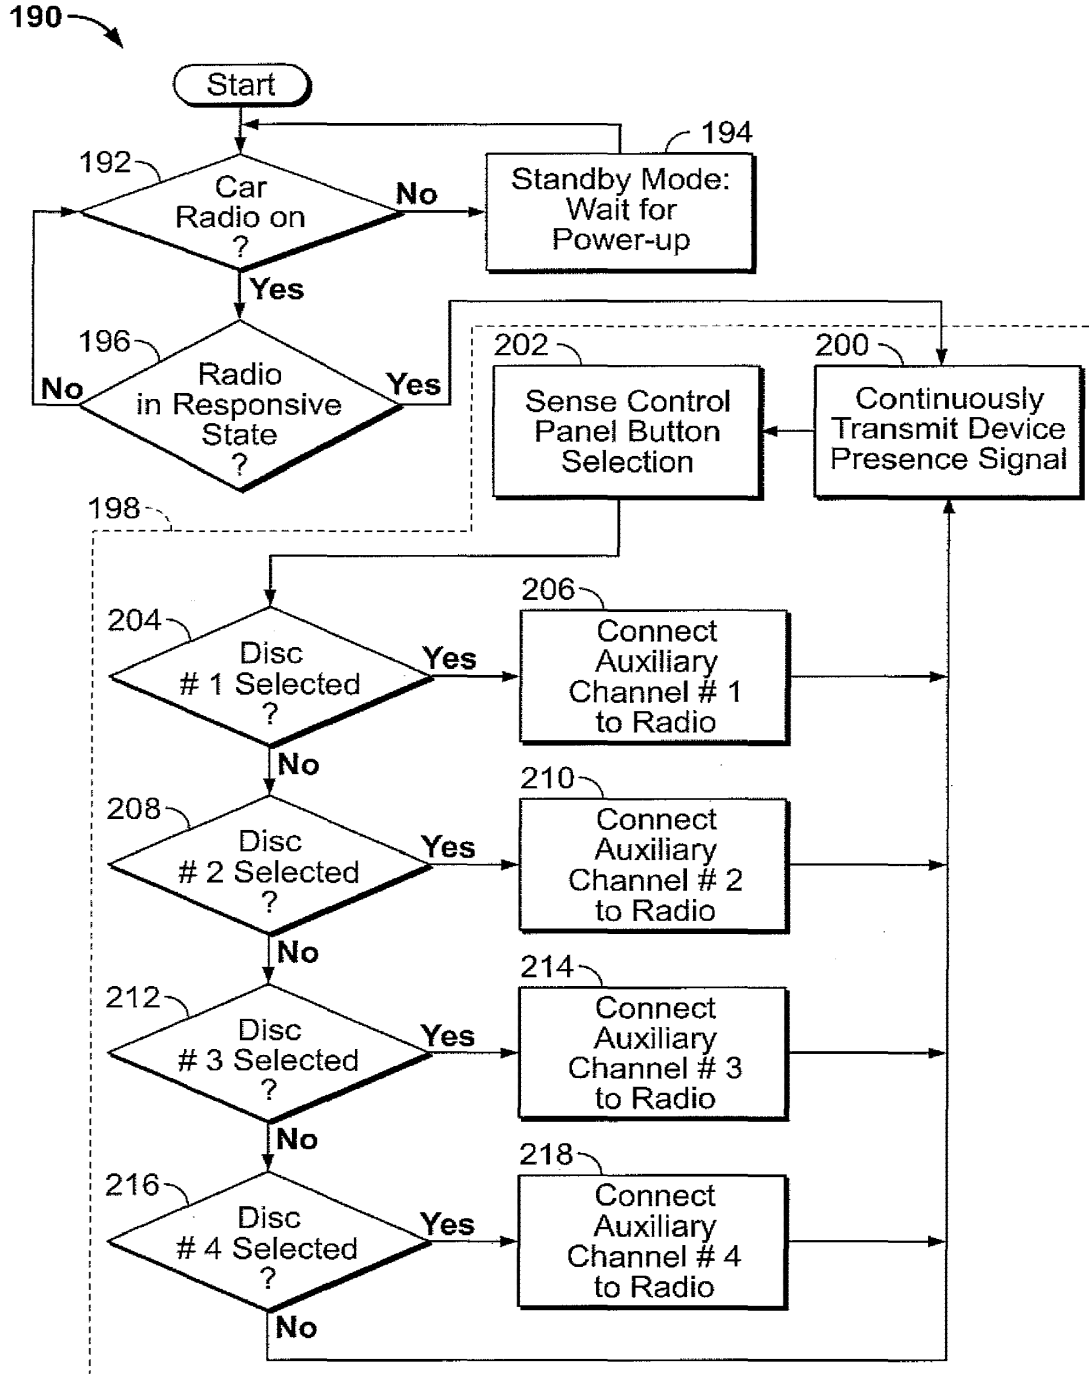 190
Start
192
Car
Radio on
?
No
194
Standby Mode:
Wait for
Power-up
Yes
196
Radio
in Responsive
State
?
No
Yes
202
Sense Control
Panel Button
Selection
200
Continuously
Transmit Device
Presence Signal
198
204
Disc
# 1 Selected
?
Yes
206
Connect
Auxiliary
Channel # 1
to Radio
No
208
Disc
# 2 Selected
?
Yes
210
Connect
Auxiliary
Channel # 2
to Radio
No
212
Disc
# 3 Selected
?
Yes
214
Connect
Auxiliary
Channel # 3
to Radio
No
216
Disc
# 4 Selected
?
Yes
218
Connect
Auxiliary
Channel # 4
to Radio
No